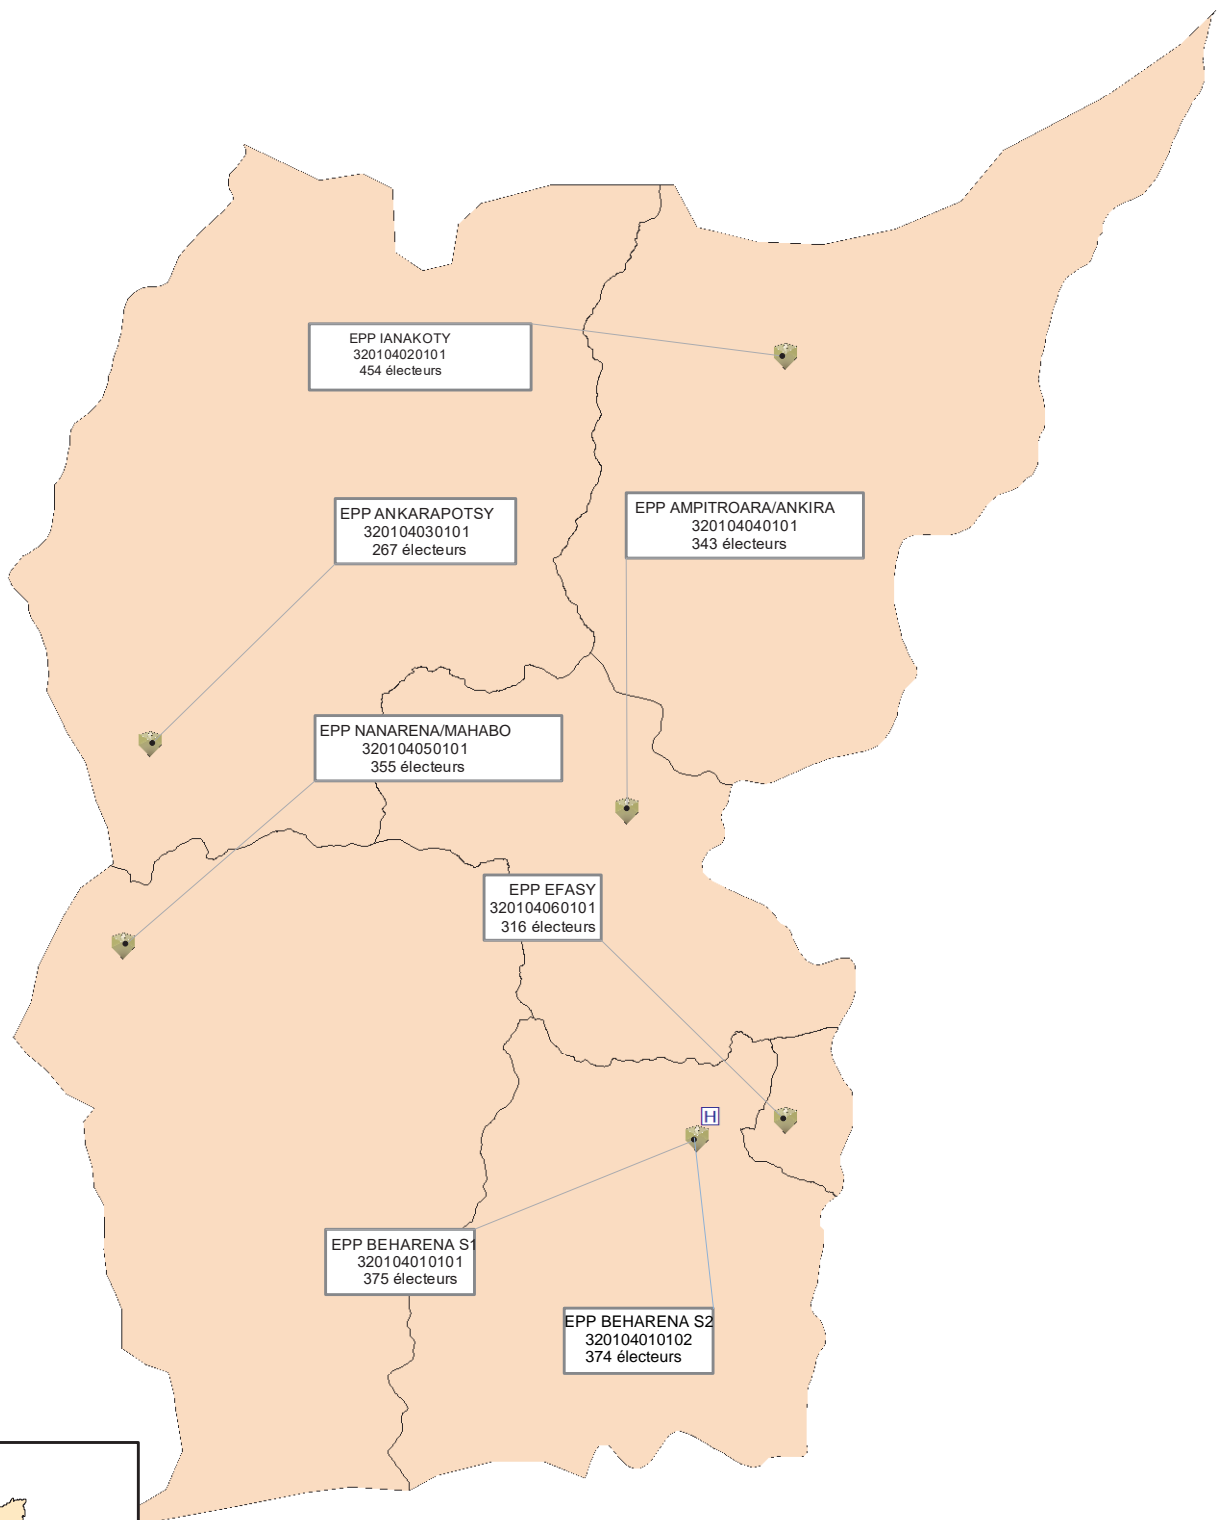 EPP IANAKOTY
320104020101
454 électeurs
EPP ANKARAPOTSY
320104030101
267 électeurs
EPP AMPITROARA/ANKIRA
320104040101
343 électeurs
EPP NANARENA/MAHABO
320104050101
355 électeurs
EPP EFASY
320104060101
316 électeurs
H
EPP BEHARENA S1
320104010101
375 électeurs
EPP BEHARENA S2
320104010102
374 électeurs